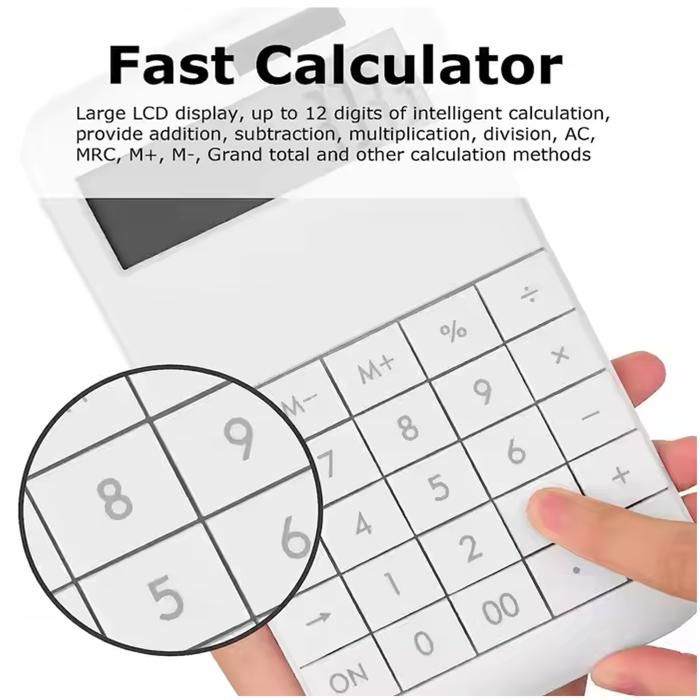 Fast Calculator
Large LCD display, up to 12 digits of intelligent calculation,
provide addition, subtraction, multiplication, division, AC,
MRC, M+, M-, Grand total and other calculation methods
M− M+ % ÷
7 8 9 ×
4 5 6 −
→ 1 2 +
ON 0 00 .
8 9
5 6